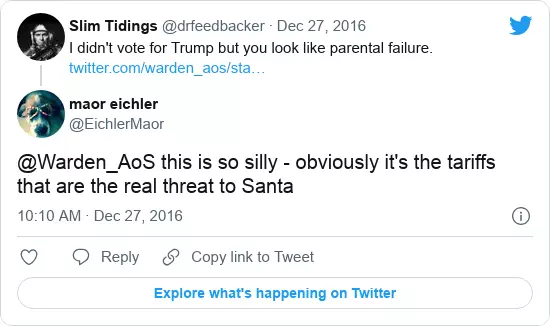 Slim Tidings @drfeedbacker · Dec 27, 2016
I didn't vote for Trump but you look like parental failure.
twitter.com/warden_aos/sta…
maor eichler
@EichlerMaor
@Warden_AoS this is so silly - obviously it's the tariffs
that are the real threat to Santa
10:10 AM · Dec 27, 2016
Reply
Copy link to Tweet
Explore what's happening on Twitter